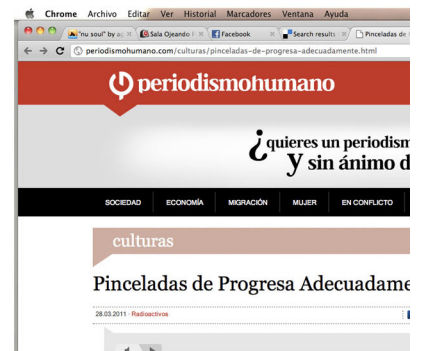 Chrome Archivo Editar Ver Historial Marcadores Ventana Ayuda
"nu soul" by ag Sala Ojeando Facebook Search results Pinceladas de
periodismohumano.com/culturas/pinceladas-de-progresa-adecuadamente.html
periodismohumano
¿quieres un periodism
y sin ánimo d
SOCIEDAD ECONOMÍA MIGRACIÓN MUJER EN CONFLICTO
culturas
Pinceladas de Progresa Adecuadame
28.03.2011 - Radioactivos